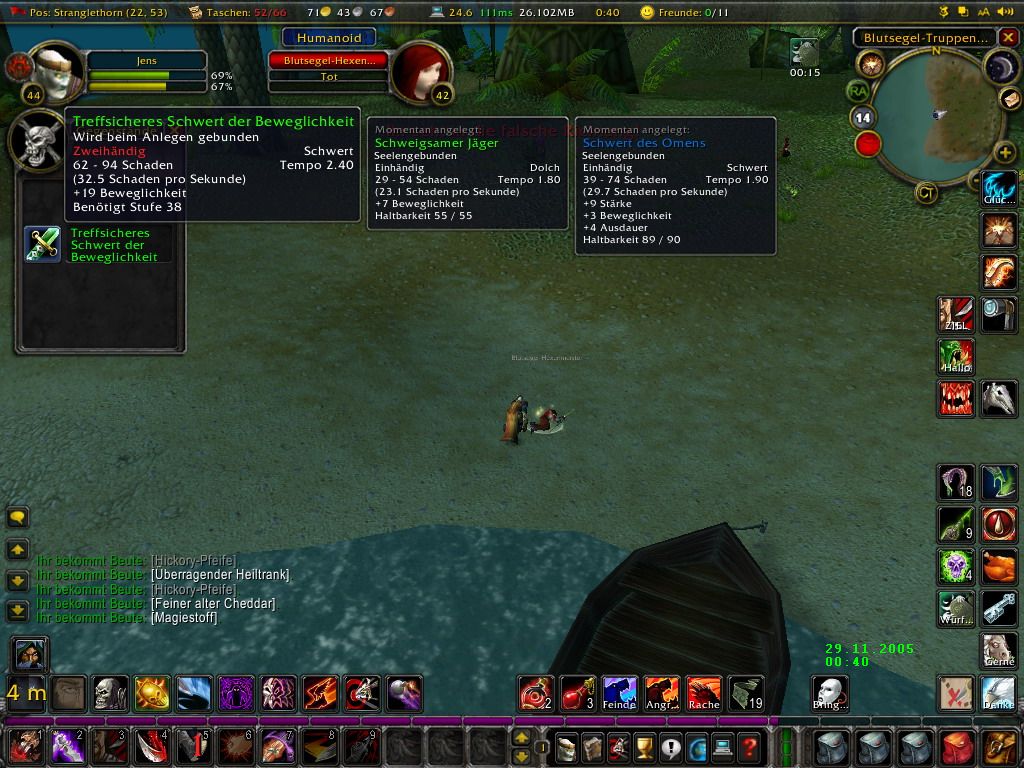 Pos: Stranglethorn (22, 53) Taschen: 52/66 71 43 67 24.6 111ms 26.102MB 0:40 Freunde: 0/11
Humanoid
Jens
69%
67%
44
Blutsegel-Hexen...
Tot
42
Blutsegel-Truppen...
00:15
N
RA
14
CT
Treffsicheres Schwert der Beweglichkeit
Wird beim Anlegen gebunden
Zweihändig Schwert
62 - 94 Schaden Tempo 2.40
(32.5 Schaden pro Sekunde)
+19 Beweglichkeit
Benötigt Stufe 38
Momentan angelegt:
Schweigsamer Jäger
Seelengebunden
Einhändig Dolch
29 - 54 Schaden Tempo 1.80
(23.1 Schaden pro Sekunde)
+7 Beweglichkeit
Haltbarkeit 55 / 55
Momentan angelegt:
Schwert des Omens
Seelengebunden
Einhändig Schwert
39 - 74 Schaden Tempo 1.90
(29.7 Schaden pro Sekunde)
+9 Stärke
+3 Beweglichkeit
+4 Ausdauer
Haltbarkeit 89 / 90
Treffsicheres
Schwert der
Beweglichkeit
Blutsegel-Hexenmeister
ZIEL
Hallo
18
9
4
Würf...
Gerne
Ihr bekommt Beute: [Hickory-Pfeife]
Ihr bekommt Beute: [Überragender Heiltrank].
Ihr bekommt Beute: [Hickory-Pfeife]
Ihr bekommt Beute: [Feiner alter Cheddar].
Ihr bekommt Beute: [Magiestoff].
29.11.2005
00:40
4 m
2 3 Feinde Angr... Rache 19 Bring... Danke
1 2 3 4 5 6 7 8 9
1